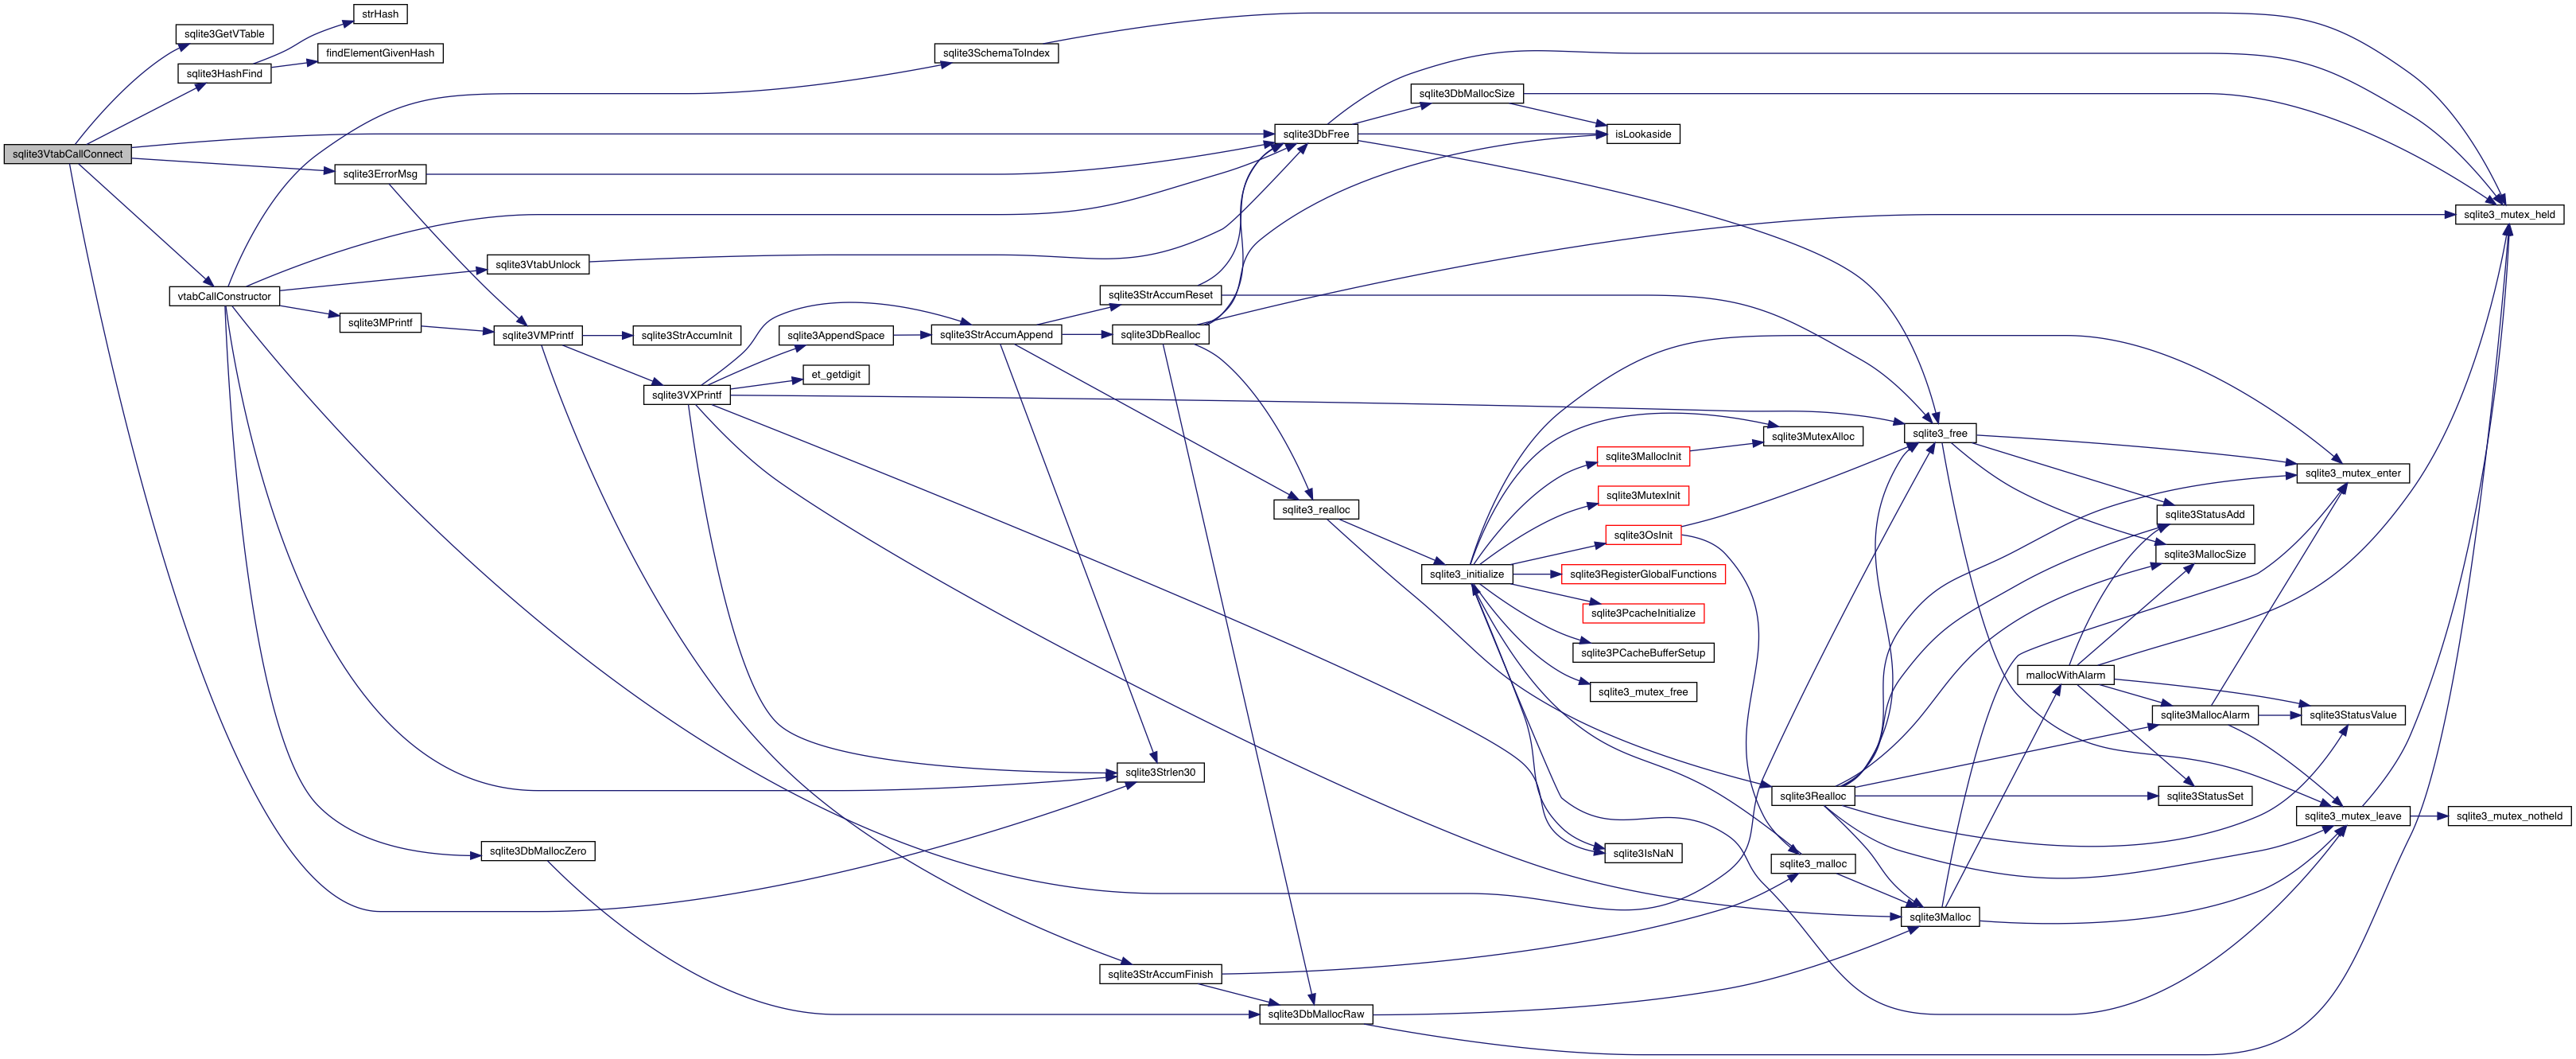 strHash
sqlite3GetVTable
findElementGivenHash
sqlite3SchemaToIndex
sqlite3HashFind
sqlite3DbMallocSize
sqlite3DbFree
isLookaside
sqlite3VtabCallConnect
sqlite3ErrorMsg
sqlite3_mutex_held
sqlite3VtabUnlock
vtabCallConstructor
sqlite3StrAccumReset
sqlite3MPrintf
sqlite3VMPrintf
sqlite3StrAccumInit
sqlite3AppendSpace
sqlite3StrAccumAppend
sqlite3DbRealloc
et_getdigit
sqlite3VXPrintf
sqlite3_free
sqlite3MutexAlloc
sqlite3MallocInit
sqlite3_mutex_enter
sqlite3MutexInit
sqlite3_realloc
sqlite3StatusAdd
sqlite3OsInit
sqlite3MallocSize
sqlite3_initialize
sqlite3RegisterGlobalFunctions
sqlite3PcacheInitialize
sqlite3PCacheBufferSetup
mallocWithAlarm
sqlite3_mutex_free
sqlite3MallocAlarm
sqlite3StatusValue
sqlite3Strlen30
sqlite3Realloc
sqlite3StatusSet
sqlite3_mutex_leave
sqlite3_mutex_notheld
sqlite3DbMallocZero
sqlite3IsNaN
sqlite3_malloc
sqlite3Malloc
sqlite3StrAccumFinish
sqlite3DbMallocRaw